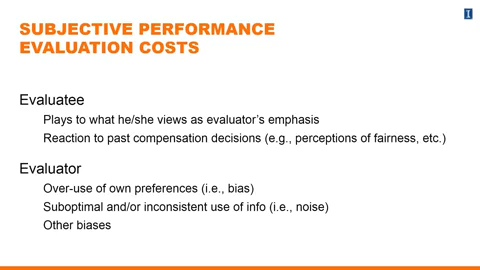 SUBJECTIVE PERFORMANCE
EVALUATION COSTS
Evaluatee
Plays to what he/she views as evaluator's emphasis
Reaction to past compensation decisions (e.g., perceptions of fairness, etc.)
Evaluator
Over-use of own preferences (i.e., bias)
Suboptimal and/or inconsistent use of info (i.e., noise)
Other biases